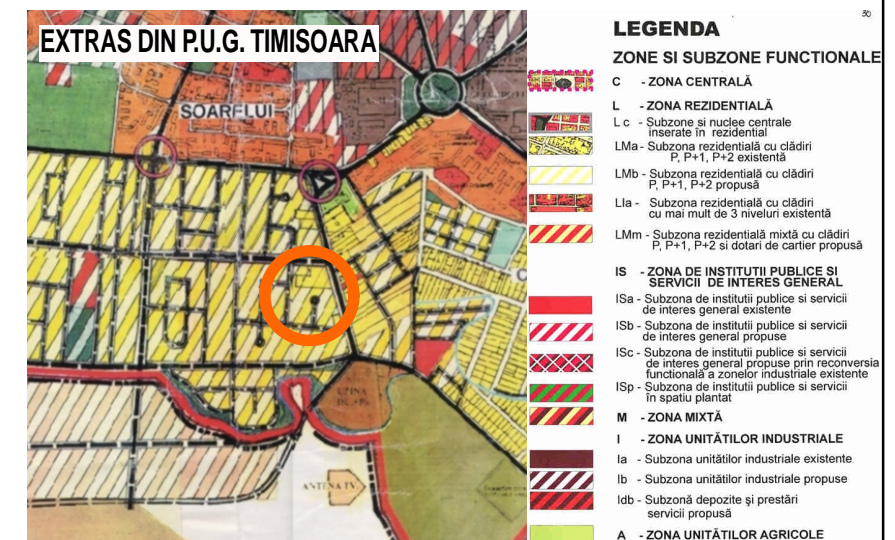 EXTRAS DIN P.U.G. TIMISOARA
SOARELUI
UZINA
ANTENA TV.
30
LEGENDA
ZONE SI SUBZONE FUNCTIONALE
C - ZONA CENTRALĂ
L - ZONA REZIDENTIALĂ
L c - Subzone si nuclee centrale
inserate în rezidential
LMa - Subzona rezidentială cu clădiri
P, P+1, P+2 existentă
LMb - Subzona rezidentială cu clădiri
P, P+1, P+2 propusă
LIa - Subzona rezidentială cu clădiri
cu mai mult de 3 niveluri existentă
LMm - Subzona rezidentială mixtă cu clădiri
P, P+1, P+2 si dotari de cartier propusă
IS - ZONA DE INSTITUTII PUBLICE SI
SERVICII DE INTERES GENERAL
ISa - Subzona de institutii publice si servicii
de interes general existente
ISb - Subzona de institutii publice si servicii
de interes general propuse
ISc - Subzona de institutii publice si servicii
de interes general propuse prin reconversia
functională a zonelor industriale existente
ISp - Subzona de institutii publice si servicii
în spatiu plantat
M - ZONA MIXTĂ
I - ZONA UNITĂTILOR INDUSTRIALE
Ia - Subzona unitătilor industriale existente
Ib - Subzona unitătilor industriale propuse
Idb - Subzonă depozite şi prestări
servicii propusă
A - ZONA UNITĂTILOR AGRICOLE